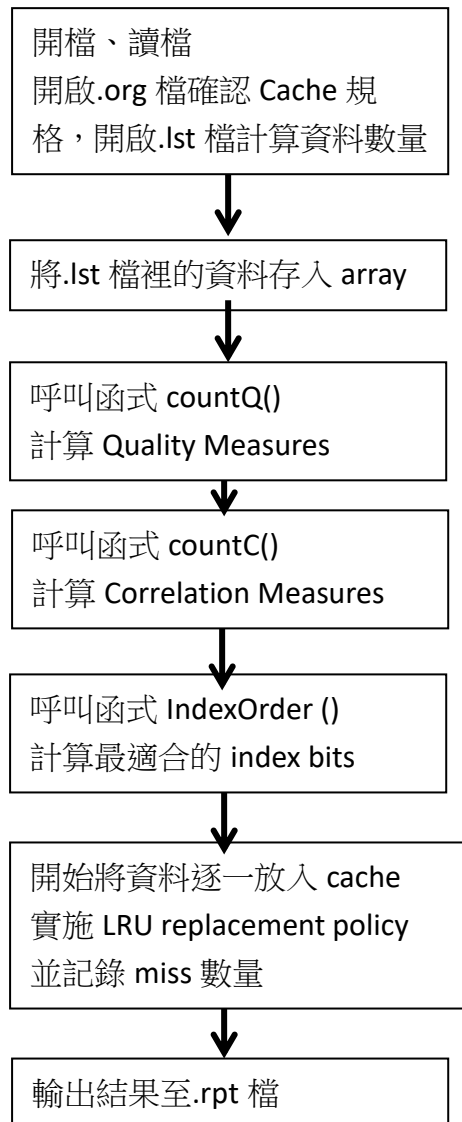 開檔、讀檔
開啟.org 檔確認 Cache 規
格，開啟.lst 檔計算資料數量
將.lst 檔裡的資料存入 array
呼叫函式 countQ()
計算 Quality Measures
呼叫函式 countC()
計算 Correlation Measures
呼叫函式 IndexOrder ()
計算最適合的 index bits
開始將資料逐一放入 cache
實施 LRU replacement policy
並記錄 miss 數量
輸出結果至.rpt 檔